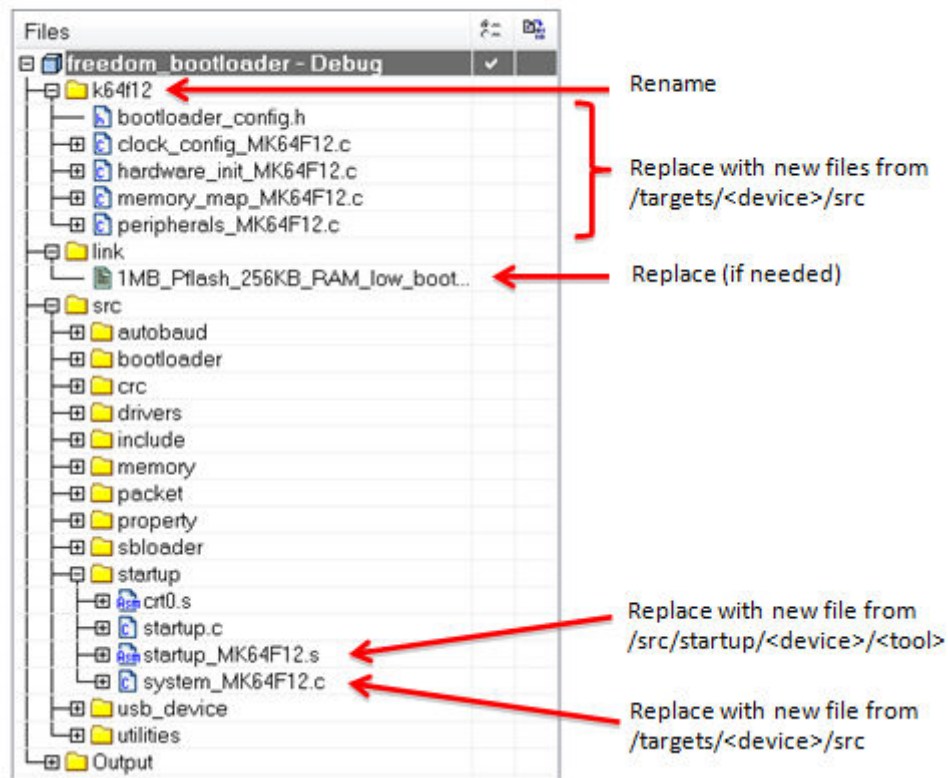 Files
freedom_bootloader - Debug
k64f12
Rename
bootloader_config.h
clock_config_MK64F12.c
hardware_init_MK64F12.c
memory_map_MK64F12.c
peripherals_MK64F12.c
Replace with new files from
/targets/<device>/src
link
1MB_Pflash_256KB_RAM_low_boot...
Replace (if needed)
src
autobaud
bootloader
crc
drivers
include
memory
packet
property
sbloader
startup
crt0.s
startup.c
startup_MK64F12.s
system_MK64F12.c
Replace with new file from
/src/startup/<device>/<tool>
Replace with new file from
/targets/<device>/src
usb_device
utilities
Output